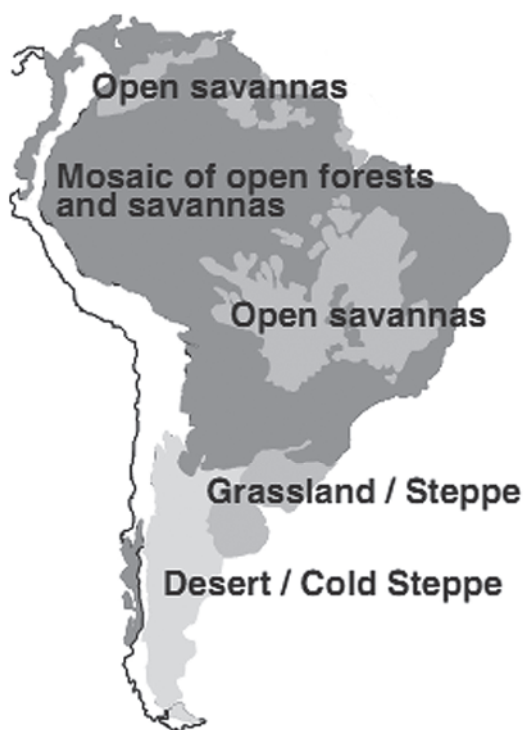 Open savannas
Mosaic of open forests
and savannas
Open savannas
Grassland / Steppe
Desert / Cold Steppe